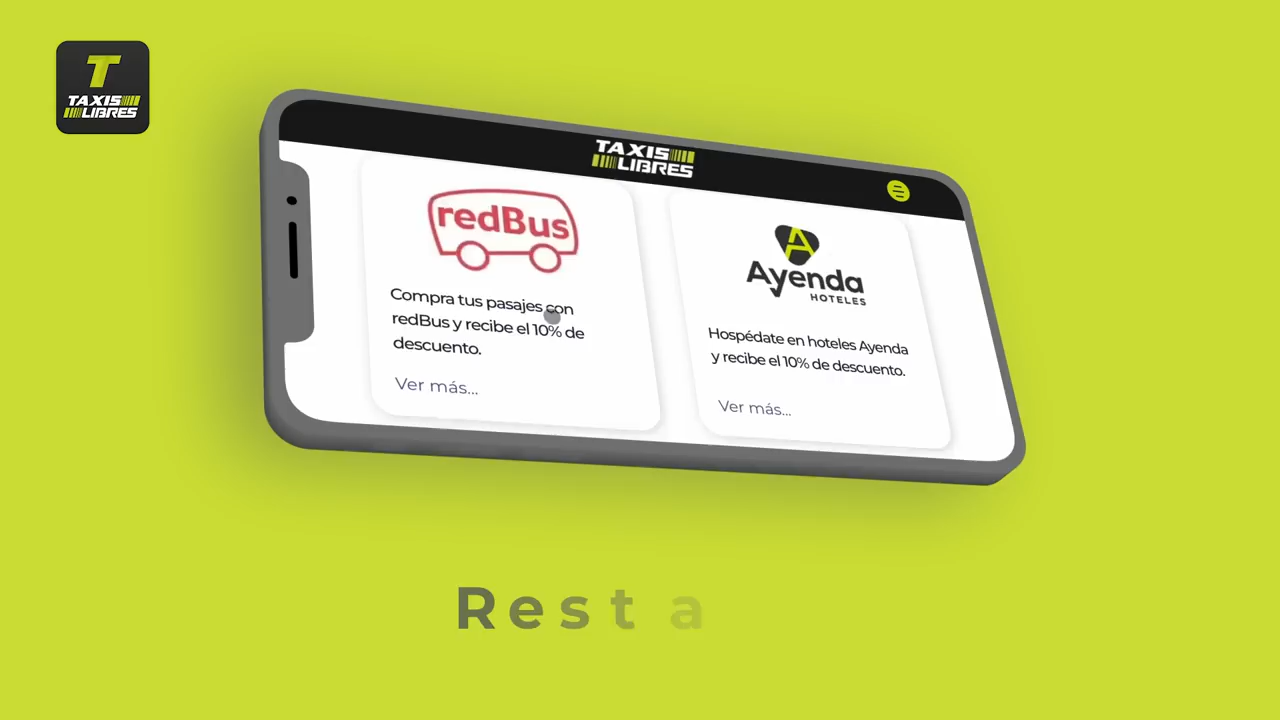 T
TAXIS
LIBRES
TAXIS
LIBRES
redBus
Compra tus pasajes con
redBus y recibe el 10% de
descuento.
Ver más...
A
Ayenda
HOTELES
Hospédate en hoteles Ayenda
y recibe el 10% de descuento.
Ver más...
Resta